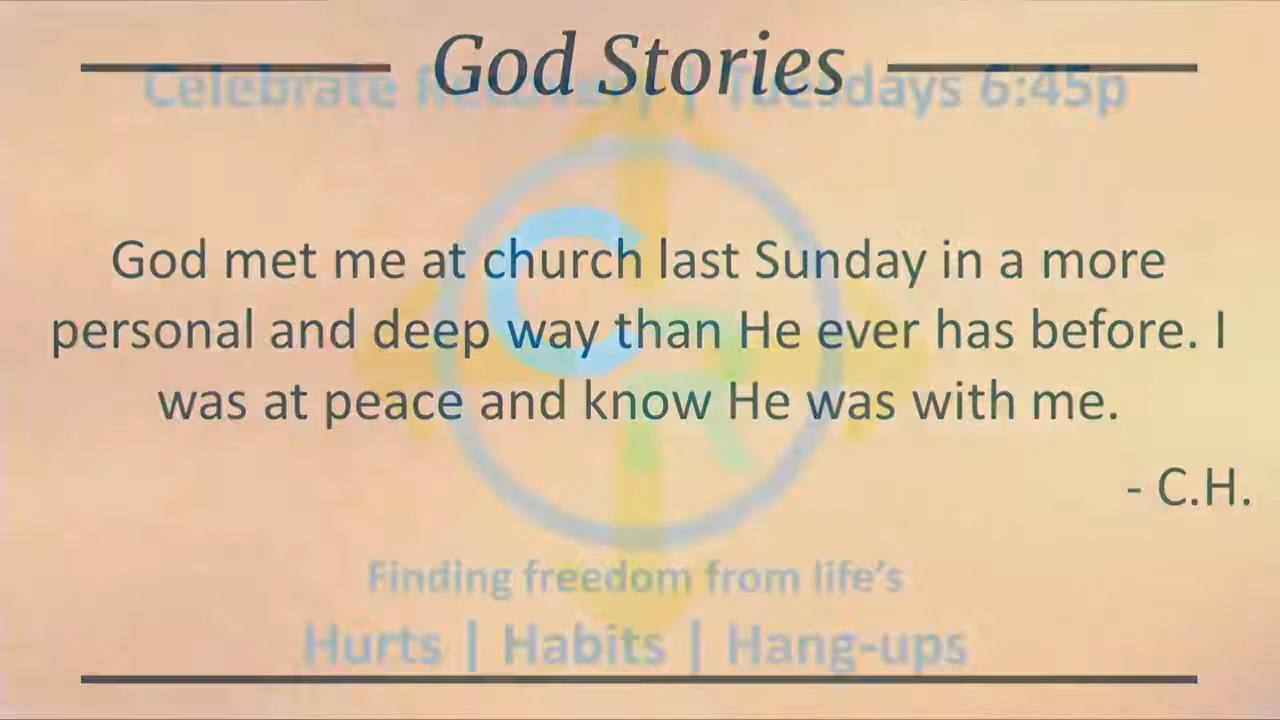 God Stories
Celebrate Recovery | Tuesdays 6:45p
God met me at church last Sunday in a more
personal and deep way than He ever has before. I
was at peace and know He was with me.
- C.H.
CR
Finding freedom from life's
Hurts | Habits | Hang-ups